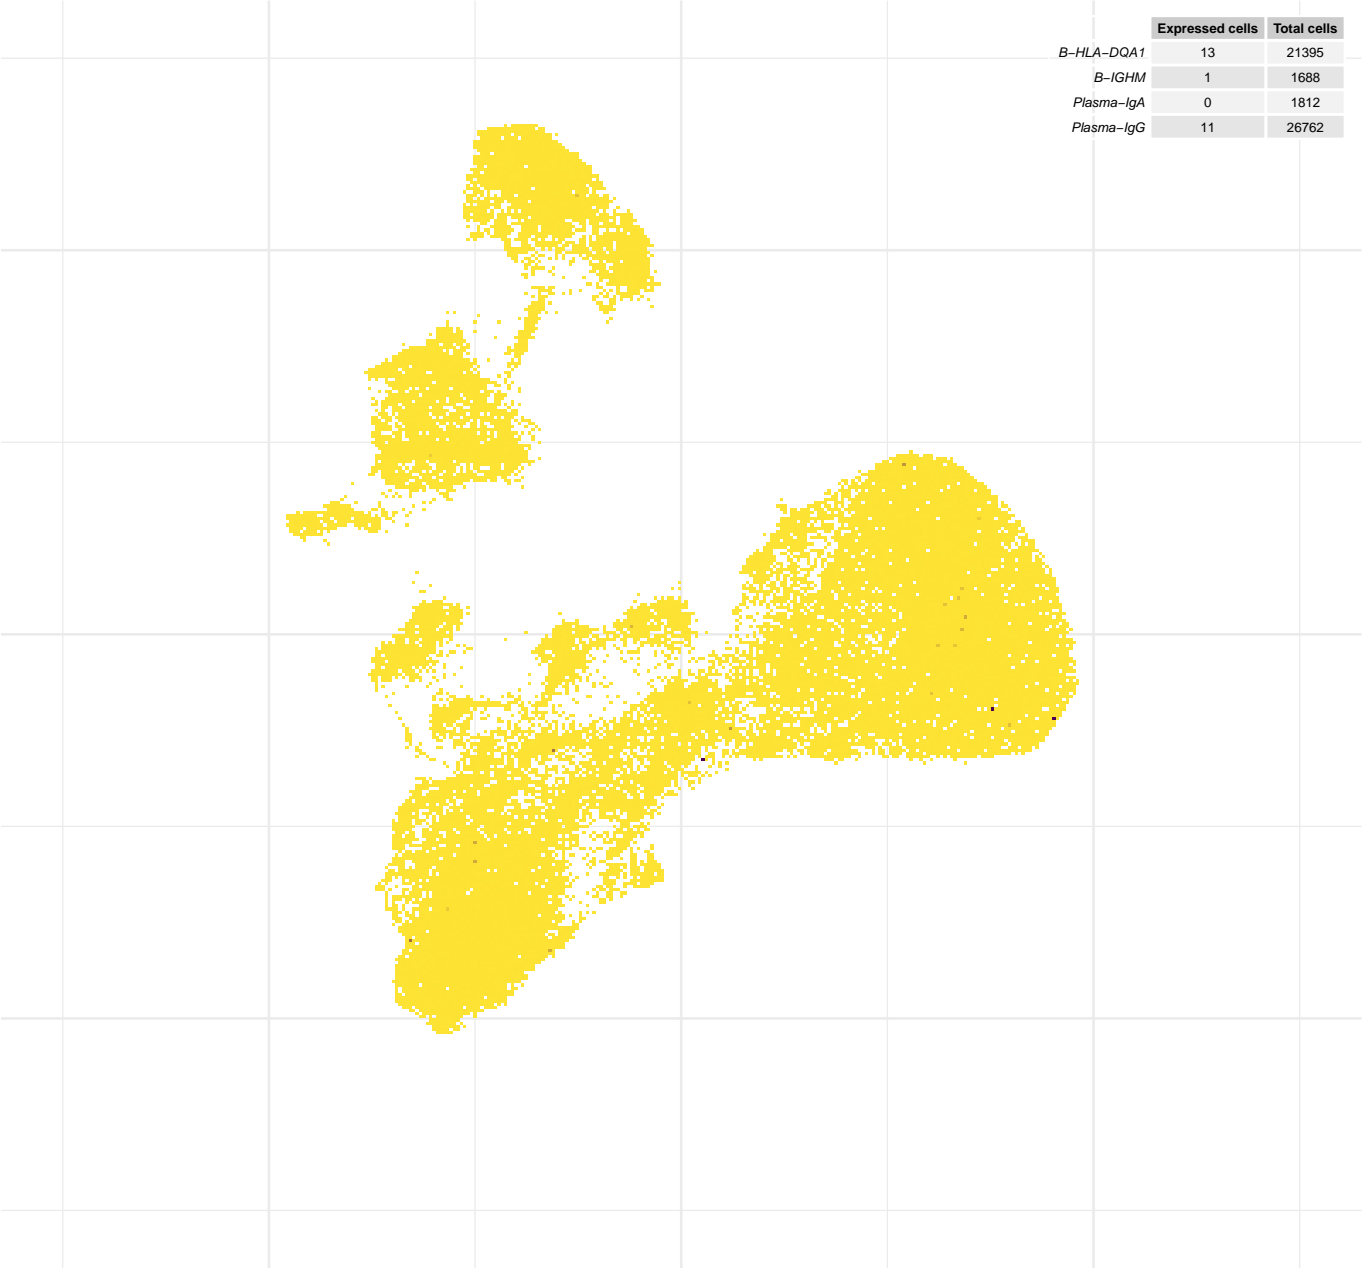 Expressed cells Total cells
B−HLA−DQA1 13 21395
B−IGHM 1 1688
Plasma−IgA 0 1812
Plasma−IgG 11 26762